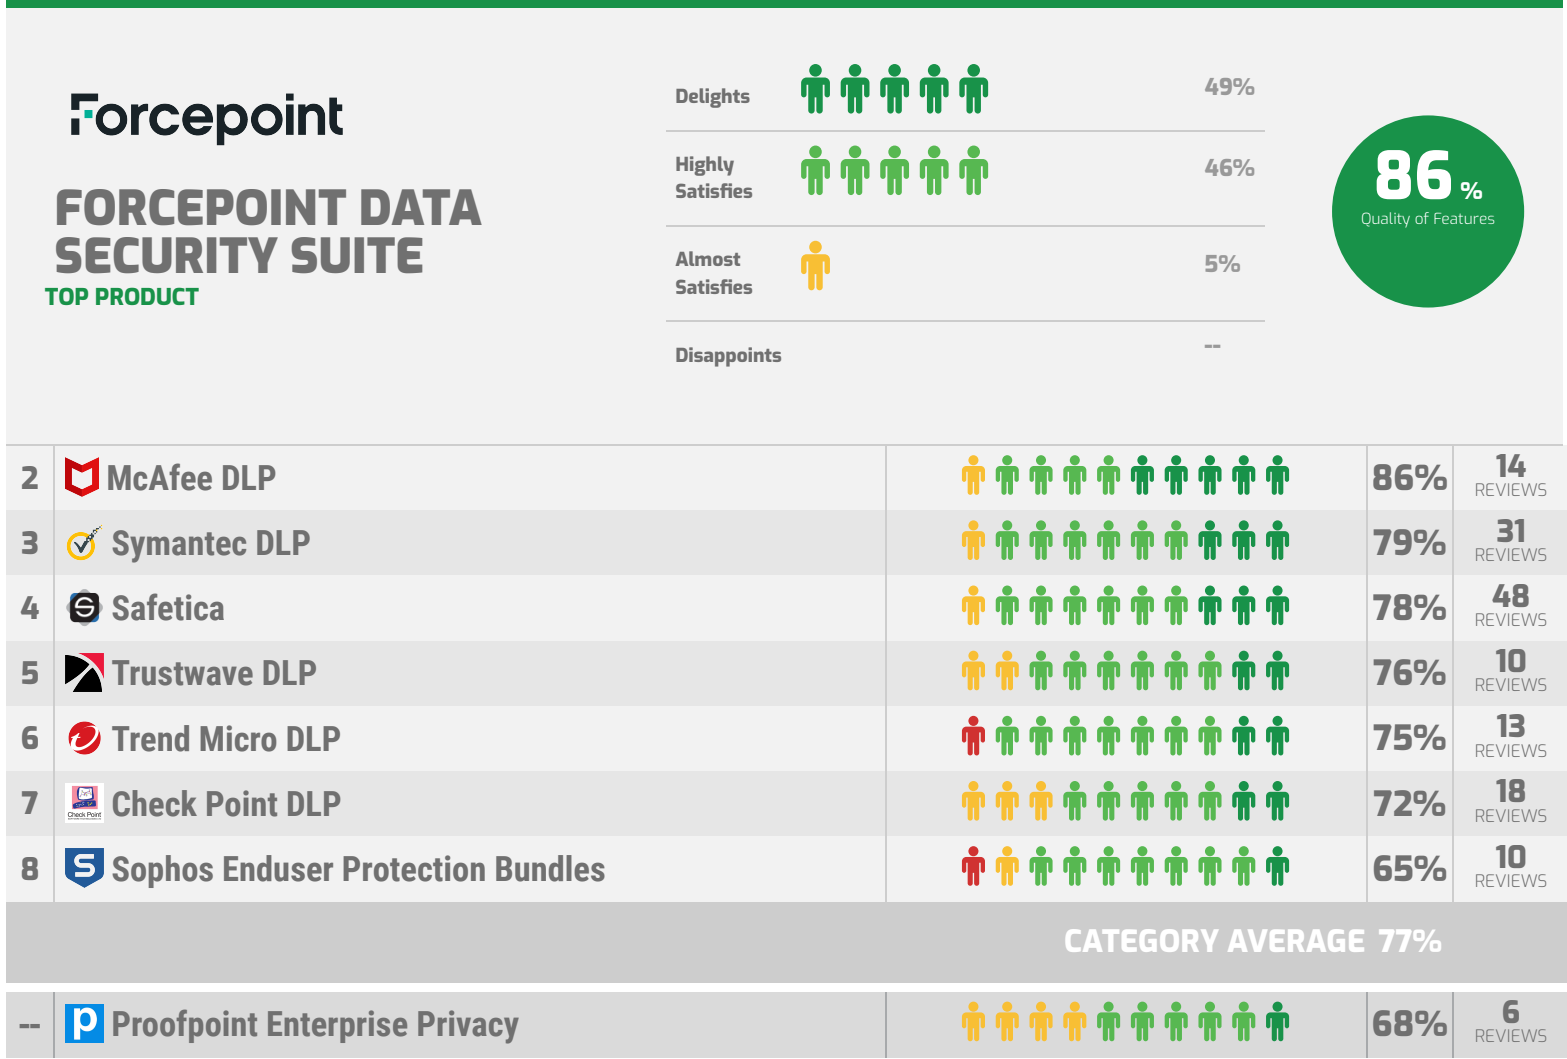 Forcepoint
FORCEPOINT DATA
SECURITY SUITE
TOP PRODUCT
Delights 49%
Highly
Satisfies 46%
Almost
Satisfies 5%
Disappoints --
86 %
Quality of Features
2 McAfee DLP 86% 14
REVIEWS
3 Symantec DLP 79% 31
REVIEWS
4 S Safetica 78% 48
REVIEWS
5 Trustwave DLP 76% 10
REVIEWS
6 Trend Micro DLP 75% 13
REVIEWS
7 Check Point DLP 72% 18
REVIEWS
Check Point
8 S Sophos Enduser Protection Bundles 65% 10
REVIEWS
CATEGORY AVERAGE 77%
-- p Proofpoint Enterprise Privacy 68% 6
REVIEWS